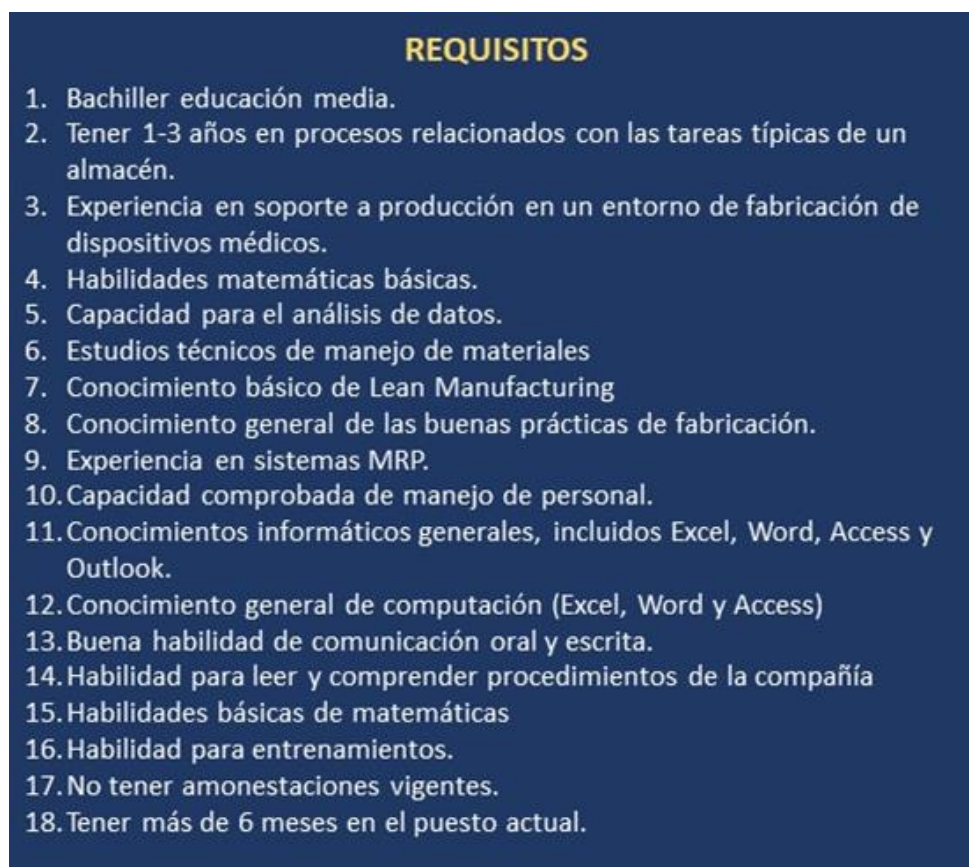 REQUISITOS
1. Bachiller educación media.
2. Tener 1-3 años en procesos relacionados con las tareas típicas de un
almacén.
3. Experiencia en soporte a producción en un entorno de fabricación de
dispositivos médicos.
4. Habilidades matemáticas básicas.
5. Capacidad para el análisis de datos.
6. Estudios técnicos de manejo de materiales
7. Conocimiento básico de Lean Manufacturing
8. Conocimiento general de las buenas prácticas de fabricación.
9. Experiencia en sistemas MRP.
10. Capacidad comprobada de manejo de personal.
11. Conocimientos informáticos generales, incluidos Excel, Word, Access y
Outlook.
12. Conocimiento general de computación (Excel, Word y Access)
13. Buena habilidad de comunicación oral y escrita.
14. Habilidad para leer y comprender procedimientos de la compañía
15. Habilidades básicas de matemáticas
16. Habilidad para entrenamientos.
17. No tener amonestaciones vigentes.
18. Tener más de 6 meses en el puesto actual.